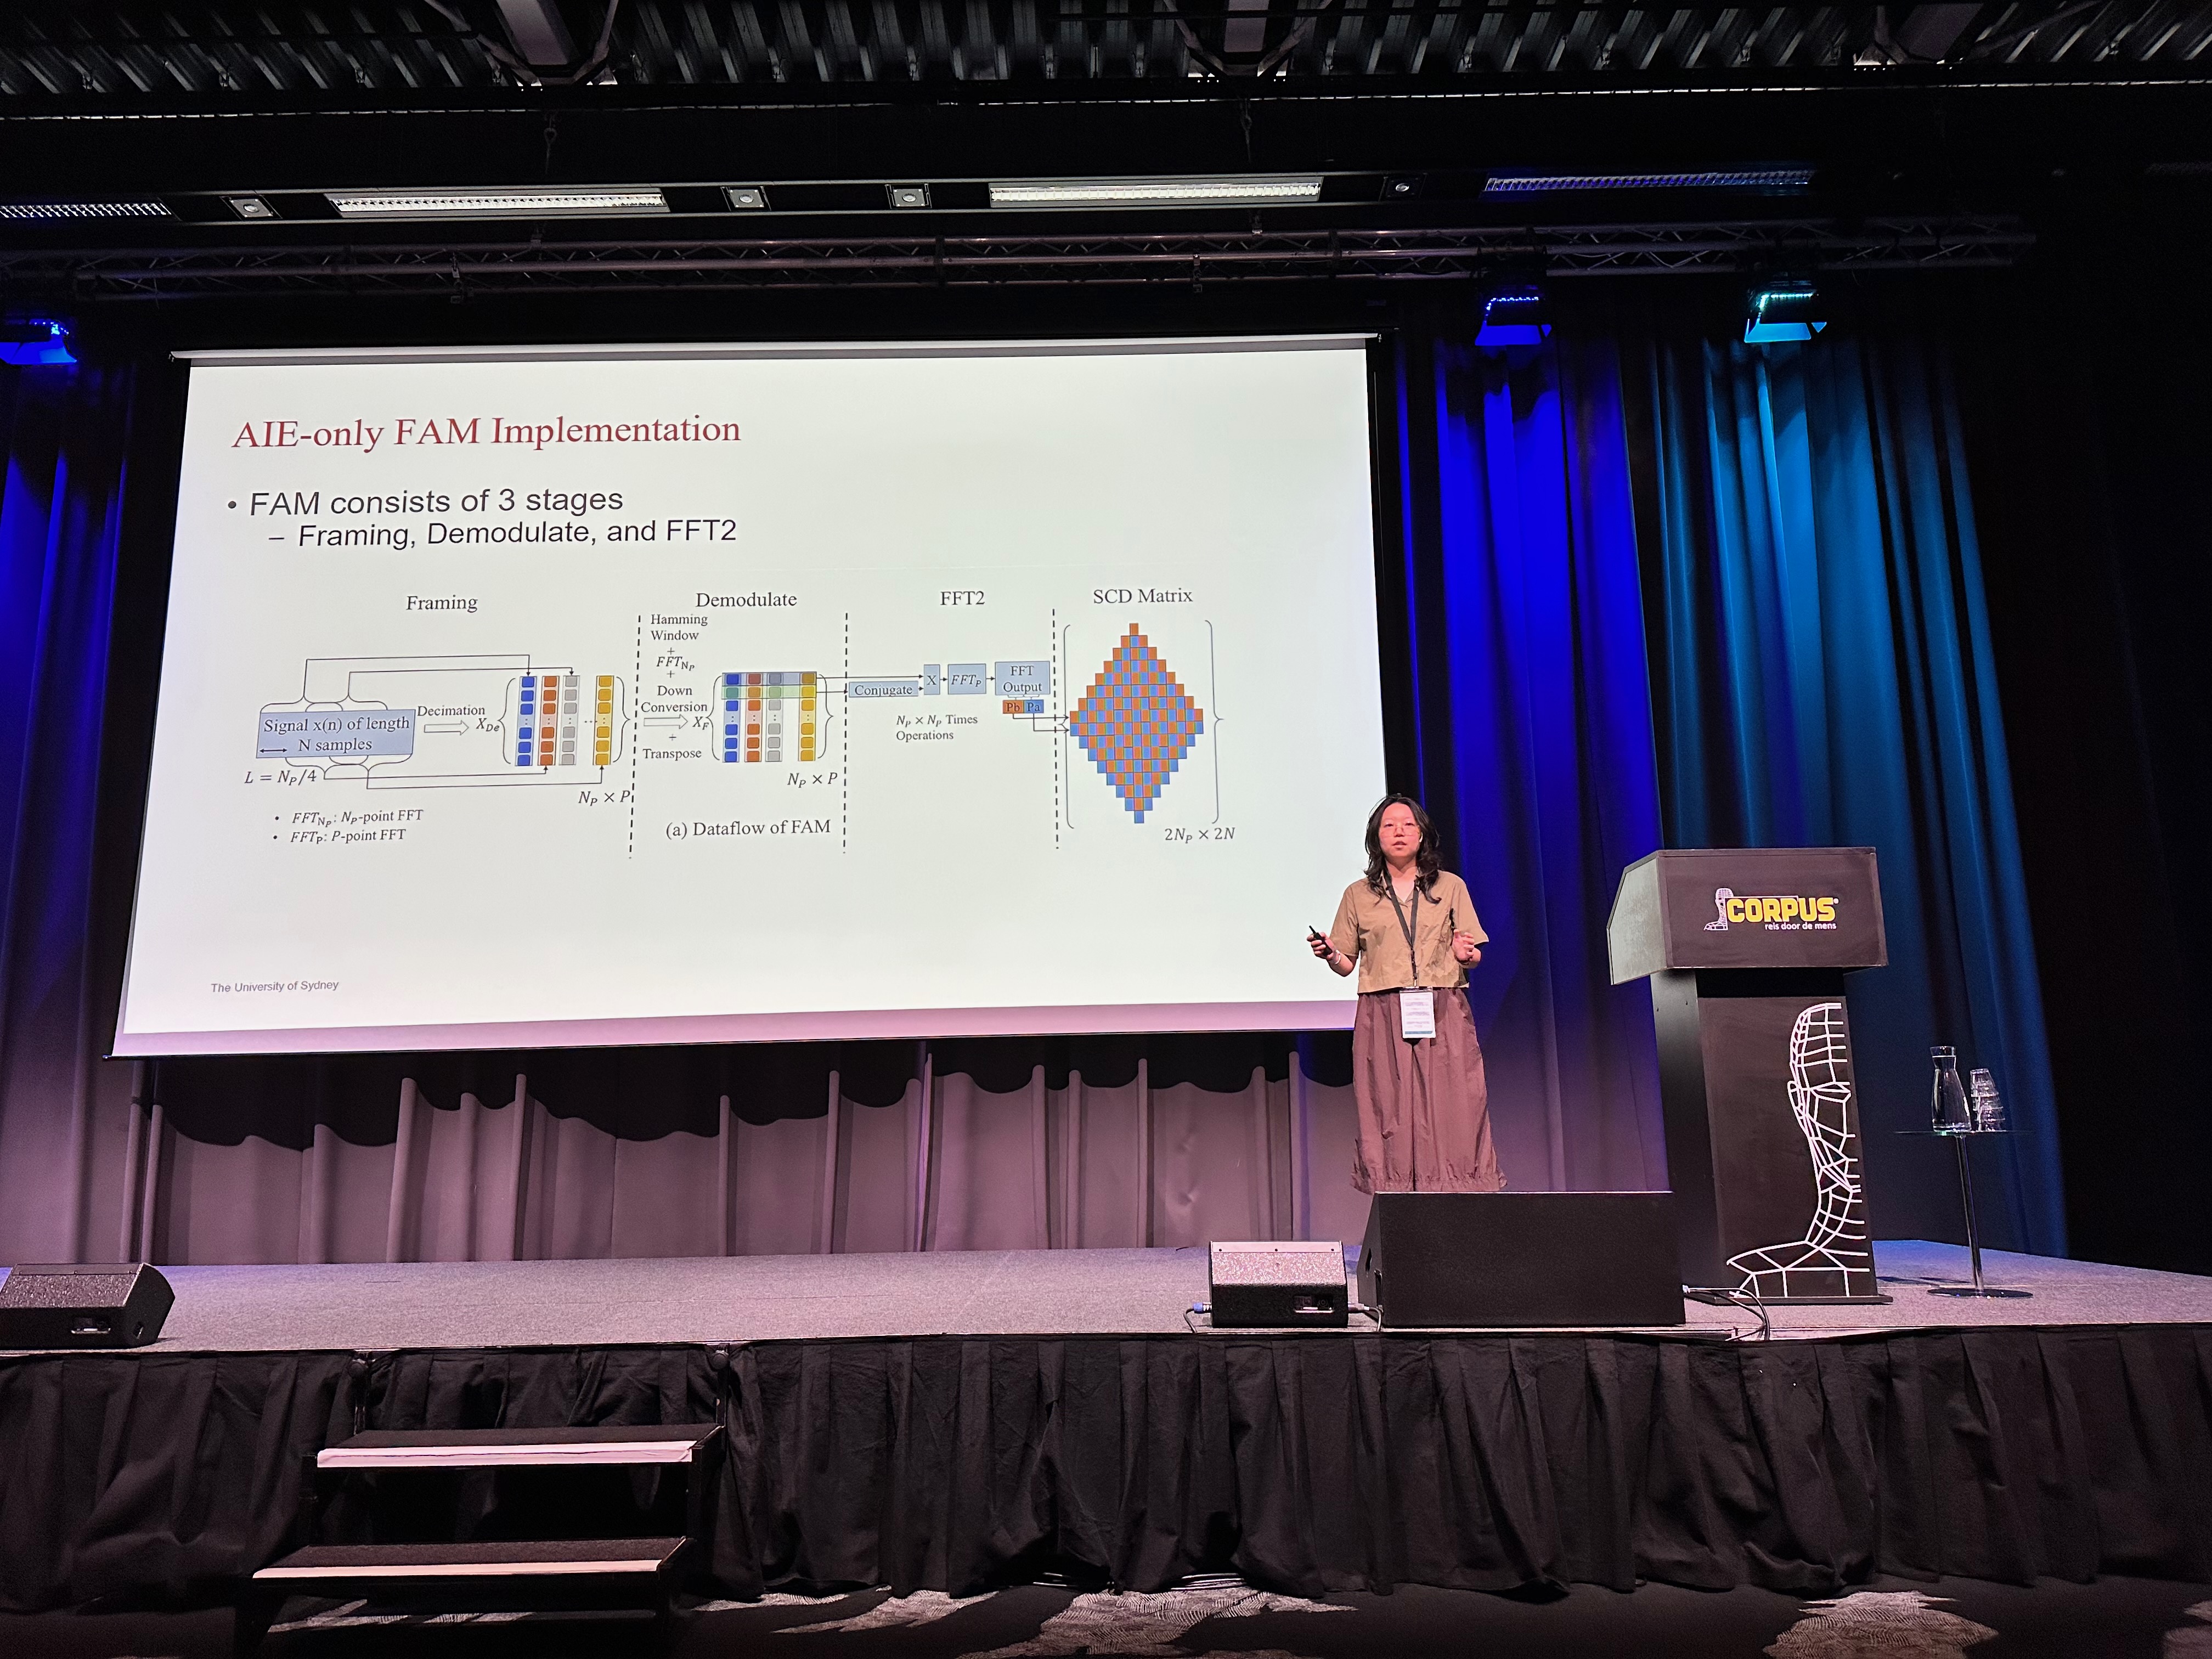 AIE-only FAM Implementation
• FAM consists of 3 stages
– Framing, Demodulate, and FFT2
Framing
Signal x(n) of length
N samples
L = N_P/4
Decimation
X_De
N_P × P
• FFT_{N_P}: N_P-point FFT
• FFT_P: P-point FFT
Demodulate
Hamming
Window
+
FFT_{N_P}
+
Down
Conversion
+
Transpose
X_F
N_P × P
(a) Dataflow of FAM
FFT2
Conjugate
X
FFT_P
FFT
Output
Pb Pa
N_P × N_P Times
Operations
SCD Matrix
2N_P × 2N
The University of Sydney
CORPUS®
reis door de mens